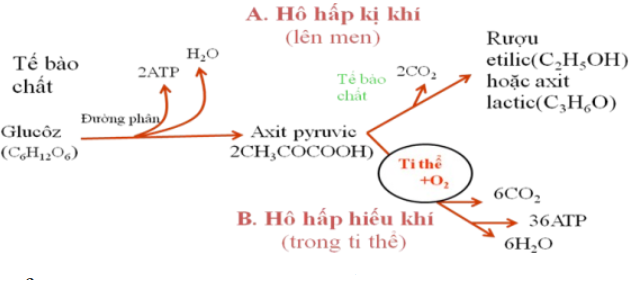 A. Hô hấp kị khí
(lên men)
Tế bào
chất
2ATP
H₂O
Tế bào
chất
2CO₂
Rượu
etilic(C₂H₅OH)
hoặc axit
lactic(C₃H₆O)
Đường phân
Glucôz
(C₆H₁₂O₆)
Axit pyruvic
2CH₃COCOOH)
Ti thể
+O₂
6CO₂
36ATP
6H₂O
B. Hô hấp hiếu khí
(trong ti thể)